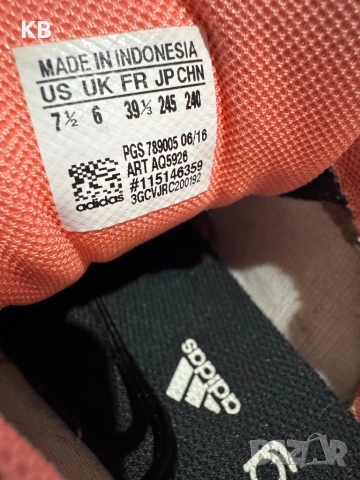 KB
MADE IN INDONESIA
US UK FR JP CHN
7½ 6 39⅓ 245 240
PGS 789005 06/16
ART AQ5926
#115146359
3GCVJRC200192
adidas
adidas
BAZAR